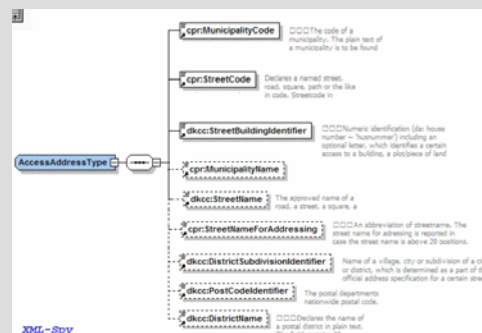 cpr:MunicipalityCode
The code of a
municipality. The plain text of
a municipality is to be found
cpr:StreetCode
Declares a named street,
road, square, path or the like
in code. Streetcode in
dkcc:StreetBuildingIdentifier
Numeric identification (da: house
number ~ 'husnummer') including an
optional letter, which identifies a certain
access to a building, a plot/piece of land
AccessAddressType
cpr:MunicipalityName
dkcc:StreetName
The approved name of a
road, a street, a square, a
cpr:StreetNameForAddressing
An abbreviation of streetname. The
street name for adressing is reported in
case the street name is above 20 positions.
dkcc:DistrictSubdivisionIdentifier
Name of a village, city or subdivision of a ci
or district, which is determined as a part of th
official address specification for a certain stre
dkcc:PostCodeIdentifier
The postal departments
nationwide postal code.
dkcc:DistrictName
Declares the name of
a postal district in plain text.
XML-Spy